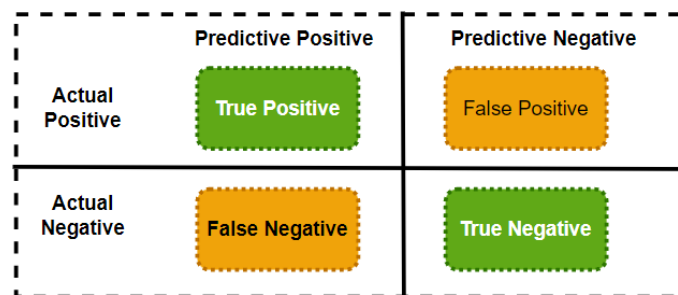 Predictive Positive
Predictive Negative
Actual
Positive
True Positive
False Positive
Actual
Negative
False Negative
True Negative